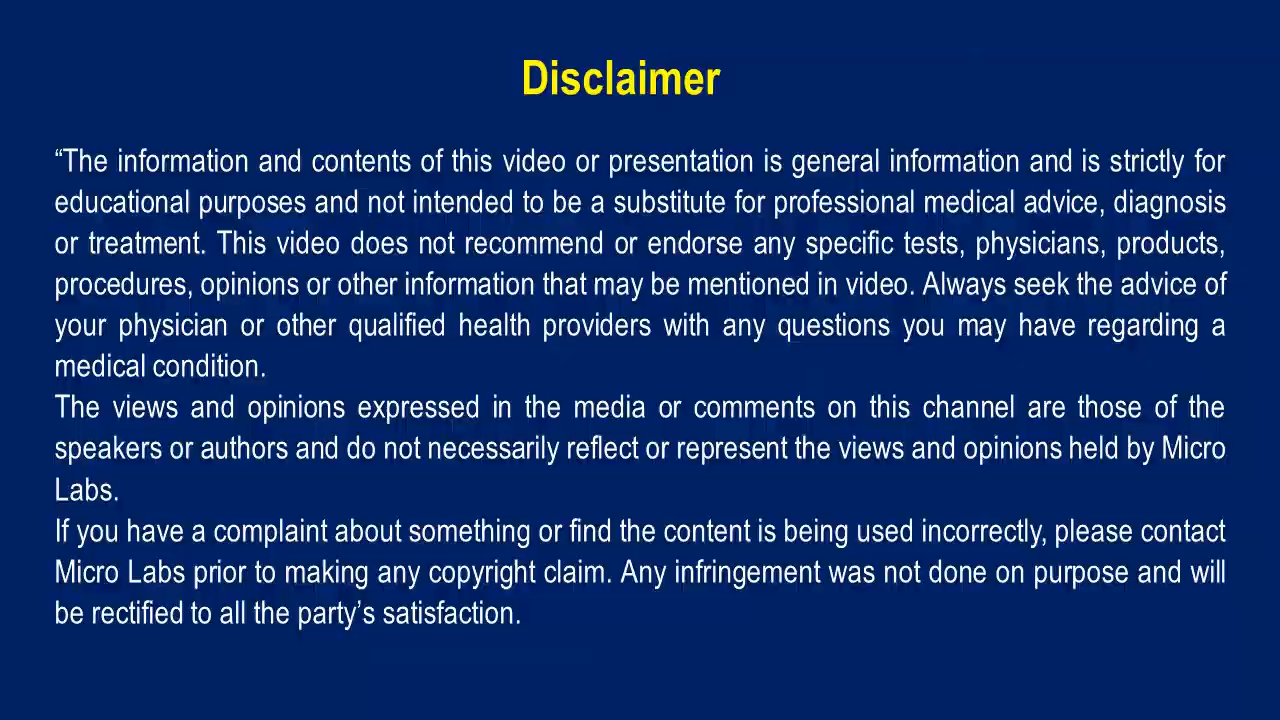 Disclaimer
“The information and contents of this video or presentation is general information and is strictly for
educational purposes and not intended to be a substitute for professional medical advice, diagnosis
or treatment. This video does not recommend or endorse any specific tests, physicians, products,
procedures, opinions or other information that may be mentioned in video. Always seek the advice of
your physician or other qualified health providers with any questions you may have regarding a
medical condition.
The views and opinions expressed in the media or comments on this channel are those of the
speakers or authors and do not necessarily reflect or represent the views and opinions held by Micro
Labs.
If you have a complaint about something or find the content is being used incorrectly, please contact
Micro Labs prior to making any copyright claim. Any infringement was not done on purpose and will
be rectified to all the party’s satisfaction.